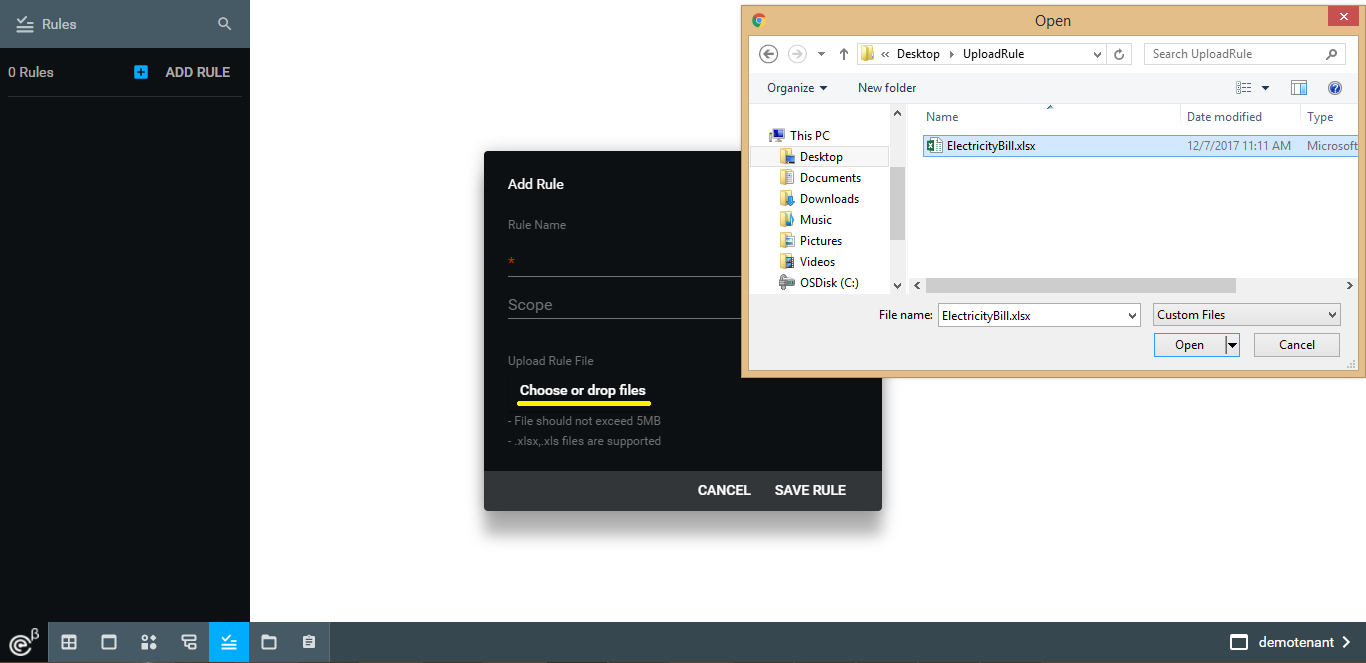 Rules
0 Rules
ADD RULE
Add Rule
Rule Name
*
Scope
Upload Rule File
Choose or drop files
- File should not exceed 5MB
- .xlsx,.xls files are supported
CANCEL SAVE RULE
Open
« Desktop UploadRule
Search UploadRule
Organize New folder
This PC
Desktop
Documents
Downloads
Music
Pictures
Videos
OSDisk (C:)
Name Date modified Type
ElectricityBill.xlsx 12/7/2017 11:11 AM Microsoft
File name: ElectricityBill.xlsx Custom Files
Open Cancel
e β
demotenant